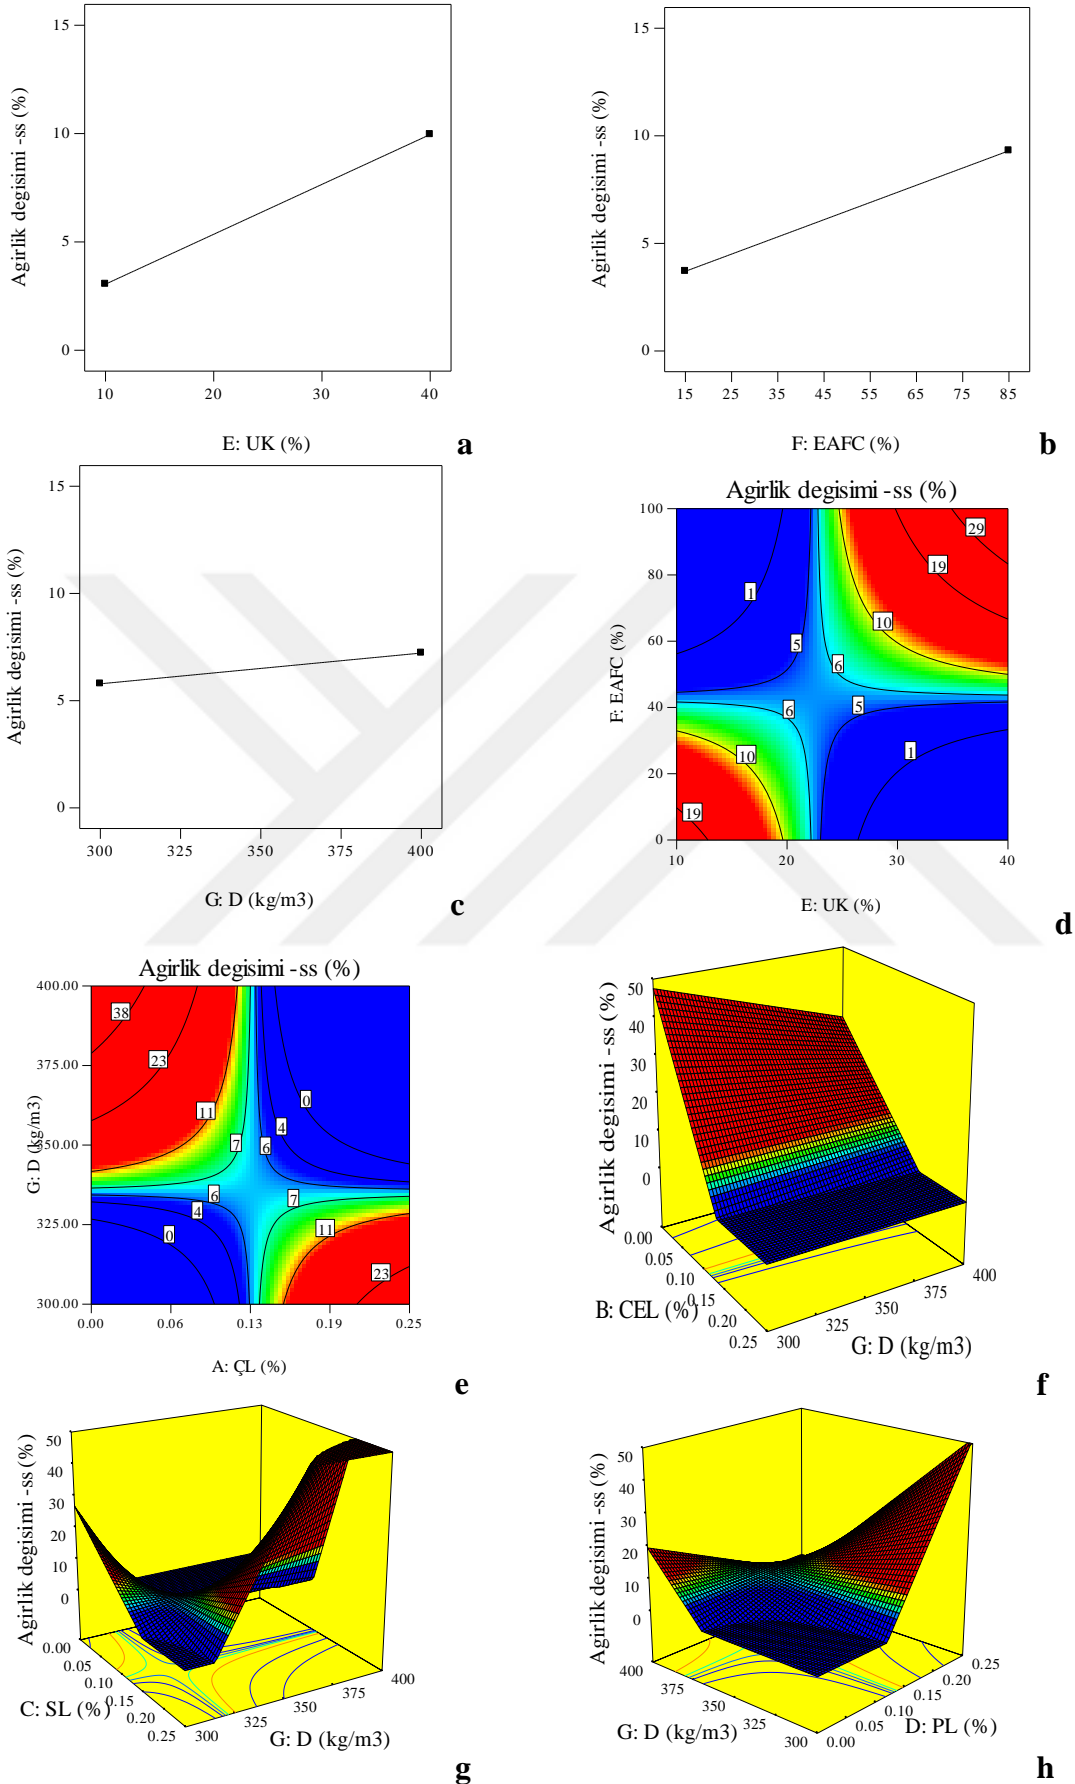 15
10
5
0
Agirlik degisimi -ss (%)
10 20 30 40
E: UK (%)
a
15
10
5
0
Agirlik degisimi -ss (%)
15 25 35 45 55 65 75 85
F: EAFC (%)
b
15
10
5
0
Agirlik degisimi -ss (%)
300 325 350 375 400
G: D (kg/m3)
c
Agirlik degisimi -ss (%)
100
80
60
40
20
0
F: EAFC (%)
29
19
10
1
5
6
6
5
10
1
19
10 20 30 40
E: UK (%)
d
Agirlik degisimi -ss (%)
400.00
375.00
350.00
325.00
300.00
G: D (kg/m3)
38
23
11
0
7
4
6
6
7
4
0
11
23
0.00 0.06 0.13 0.19 0.25
A: ÇL (%)
e
50
40
30
20
10
0
Agirlik degisimi -ss (%)
0.00
0.05
0.10
0.15
0.20
0.25
B: CEL (%)
300
325
350
375
400
G: D (kg/m3)
f
50
40
30
20
10
0
Agirlik degisimi -ss (%)
0.00
0.05
0.10
0.15
0.20
0.25
C: SL (%)
300
325
350
375
400
G: D (kg/m3)
g
50
40
30
20
10
0
Agirlik degisimi -ss (%)
400
375
350
325
300
G: D (kg/m3)
0.00
0.05
0.10
0.15
0.20
0.25
D: PL (%)
h